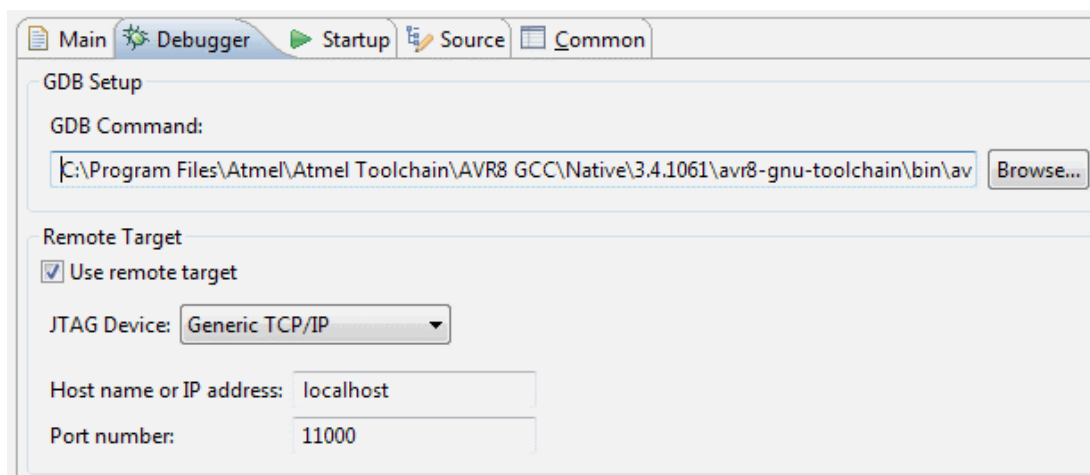 Main Debugger Startup Source Common
GDB Setup
GDB Command:
C:\Program Files\Atmel\Atmel Toolchain\AVR8 GCC\Native\3.4.1061\avr8-gnu-toolchain\bin\av Browse...
Remote Target
Use remote target
JTAG Device: Generic TCP/IP
Host name or IP address: localhost
Port number: 11000